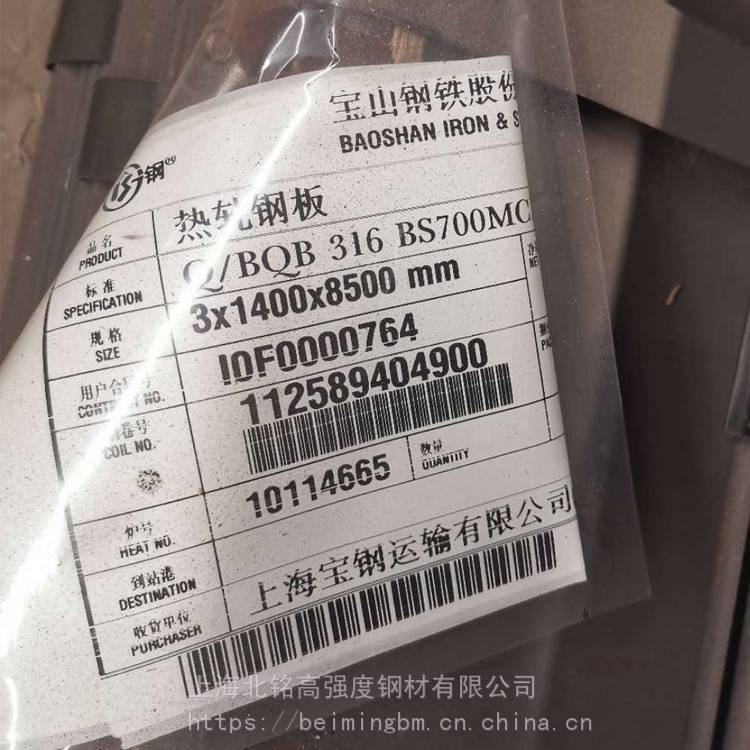 宝山钢铁股份
BAOSHAN IRON & S
宝钢®
品名 热轧钢板
PRODUCT
标准 Q/BQB 316 BS700MC
SPECIFICATION
规格 3x1400x8500 mm
SIZE
用户合同号 IOF0000764
CONTRACT NO.
112589404900
卷号
COIL NO.
10114665 数量
QUANTITY
炉号
HEAT NO.
到站港 上海宝钢运输有限公司
DESTINATION
收货单位
PURCHASER
上海北铭高强度钢材有限公司
https://beimingbm.cn.china.cn/